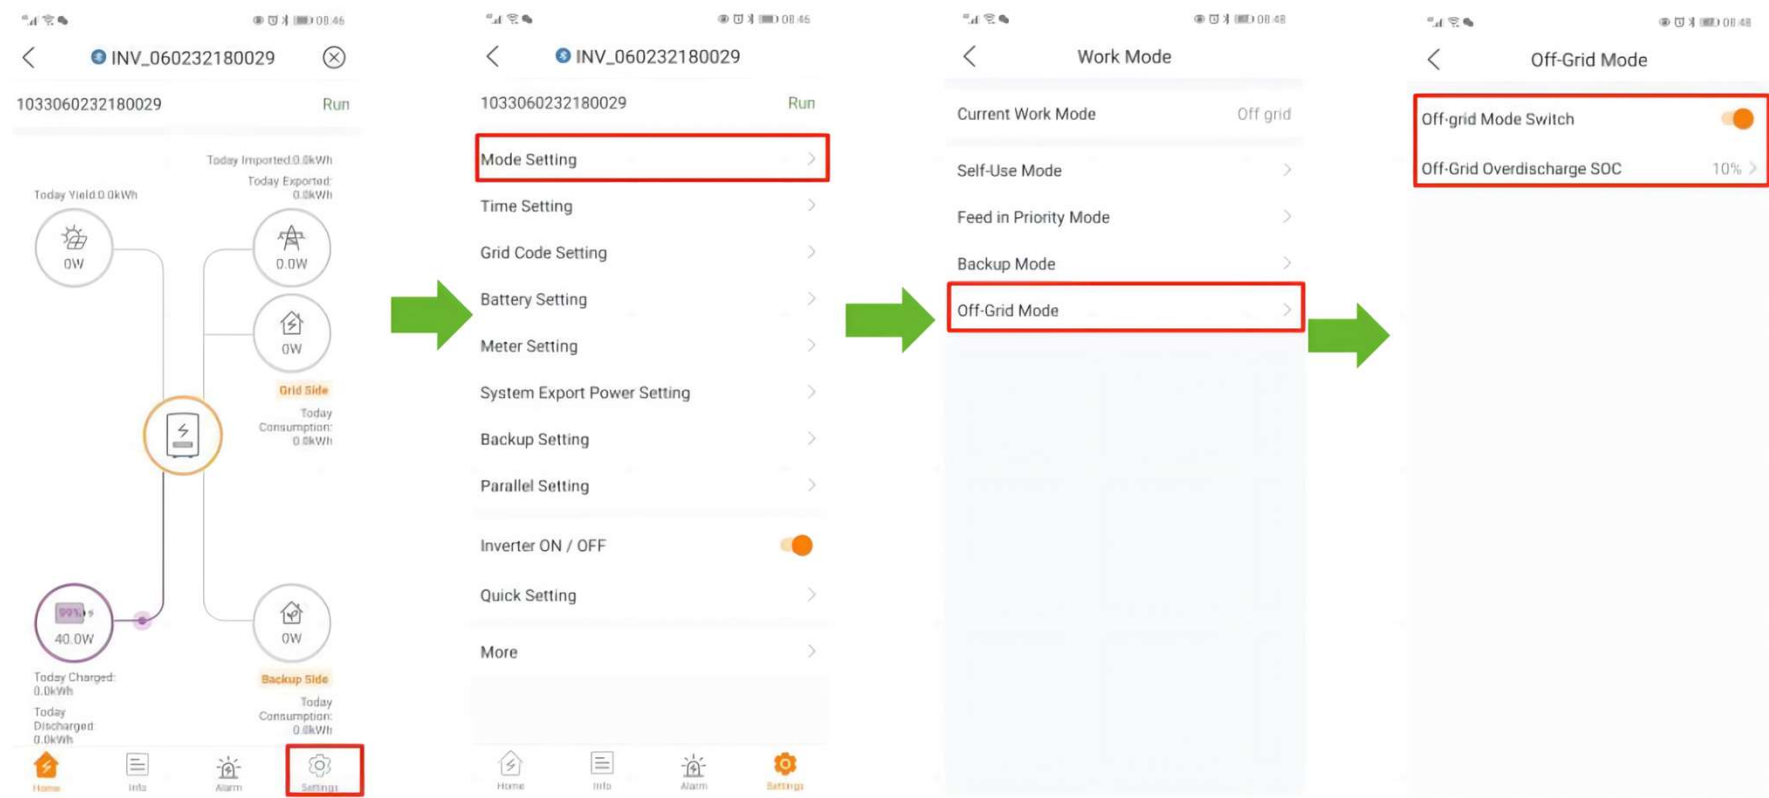 08:46
INV_060232180029
1033060232180029 Run
Today Imported:0.0kWh
Today Exported:
0.0kWh
Today Yield:0.0kWh
0W
0.0W
0W
Grid Side
Today
Consumption:
0.0kWh
99%
40.0W
0W
Today Charged:
0.0kWh
Backup Side
Today
Discharged:
0.0kWh
Today
Consumption:
0.0kWh
Home Info Alarm Settings
08:46
INV_060232180029
1033060232180029 Run
Mode Setting
Time Setting
Grid Code Setting
Battery Setting
Meter Setting
System Export Power Setting
Backup Setting
Parallel Setting
Inverter ON / OFF
Quick Setting
More
Home Info Alarm Settings
08:48
Work Mode
Current Work Mode Off grid
Self-Use Mode
Feed in Priority Mode
Backup Mode
Off-Grid Mode
08:48
Off-Grid Mode
Off-grid Mode Switch
Off-Grid Overdischarge SOC 10%